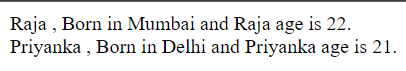 Raja , Born in Mumbai and Raja age is 22.
Priyanka , Born in Delhi and Priyanka age is 21.